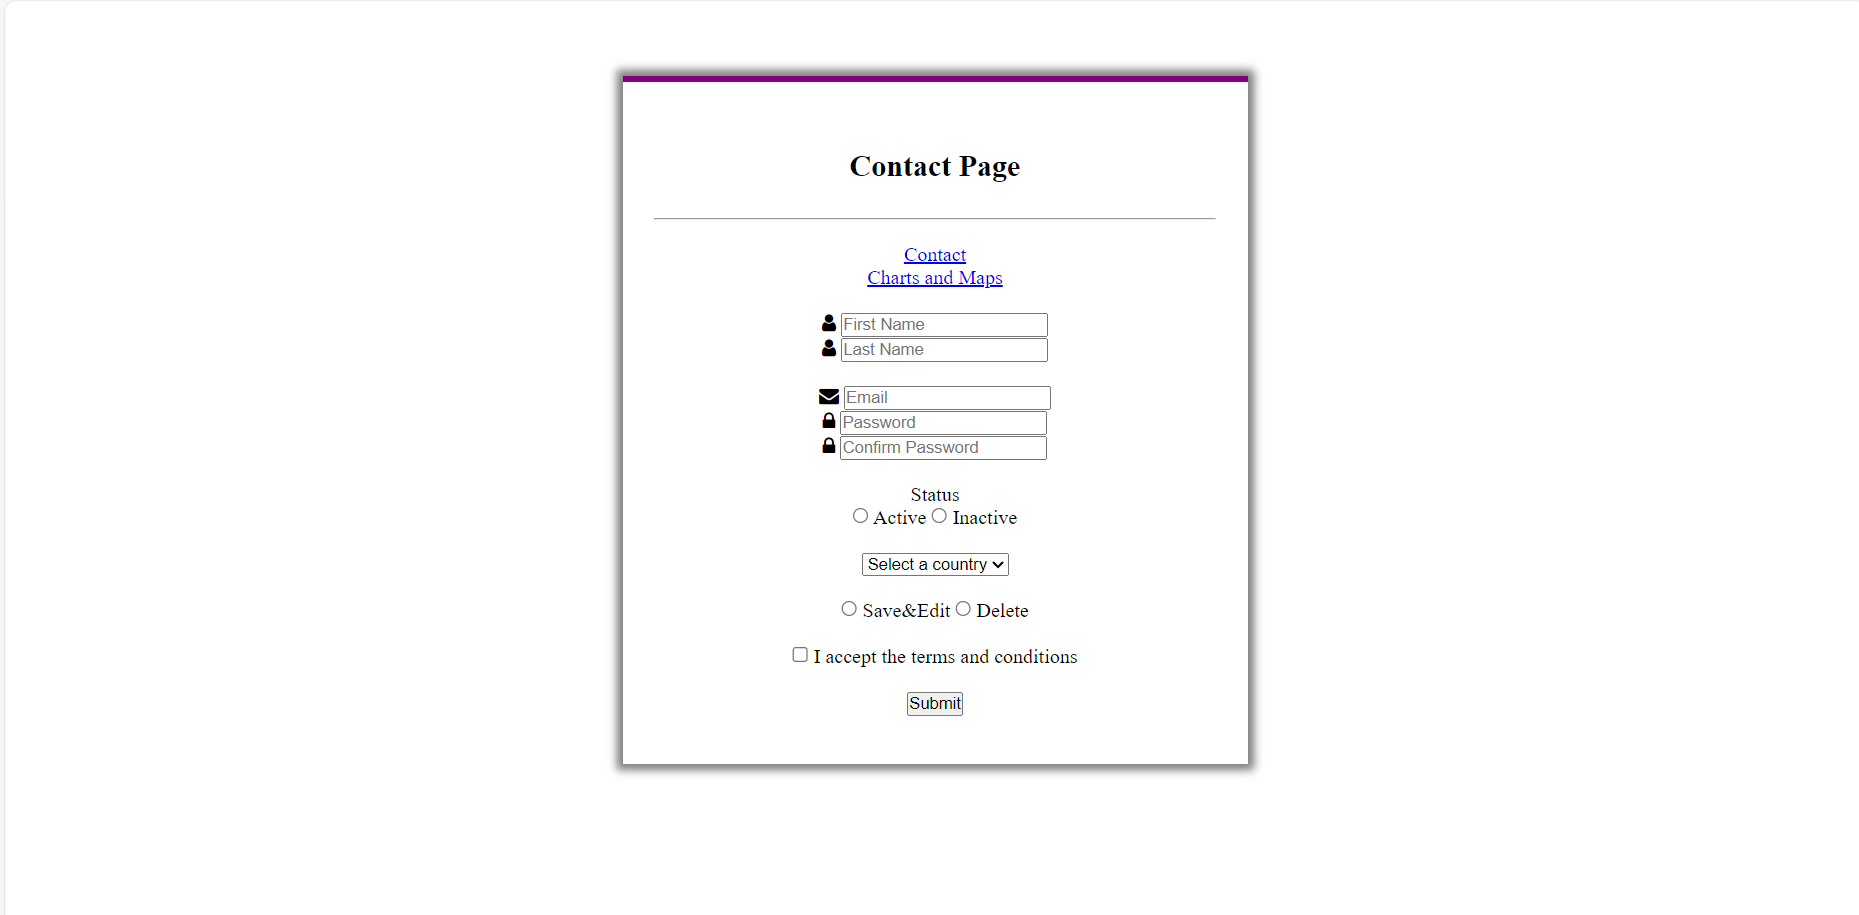 Contact Page
Contact
Charts and Maps
First Name
Last Name
Email
Password
Confirm Password
Status
Active Inactive
Select a country
Save&Edit Delete
I accept the terms and conditions
Submit